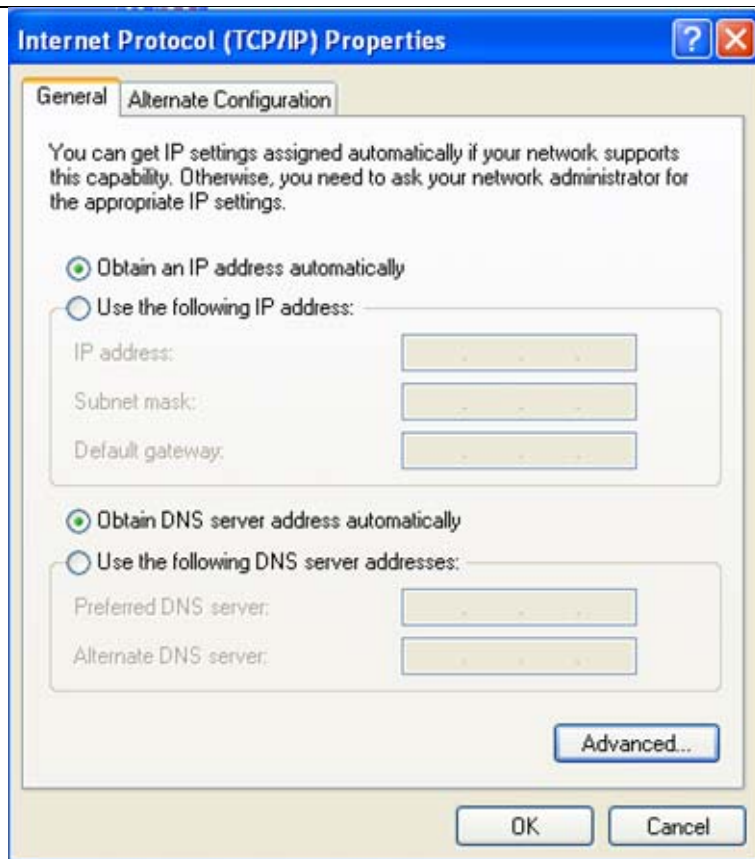 Internet Protocol (TCP/IP) Properties
General
Alternate Configuration
You can get IP settings assigned automatically if your network supports
this capability. Otherwise, you need to ask your network administrator for
the appropriate IP settings.
Obtain an IP address automatically
Use the following IP address:
IP address:
Subnet mask:
Default gateway:
Obtain DNS server address automatically
Use the following DNS server addresses:
Preferred DNS server:
Alternate DNS server:
Advanced...
OK
Cancel